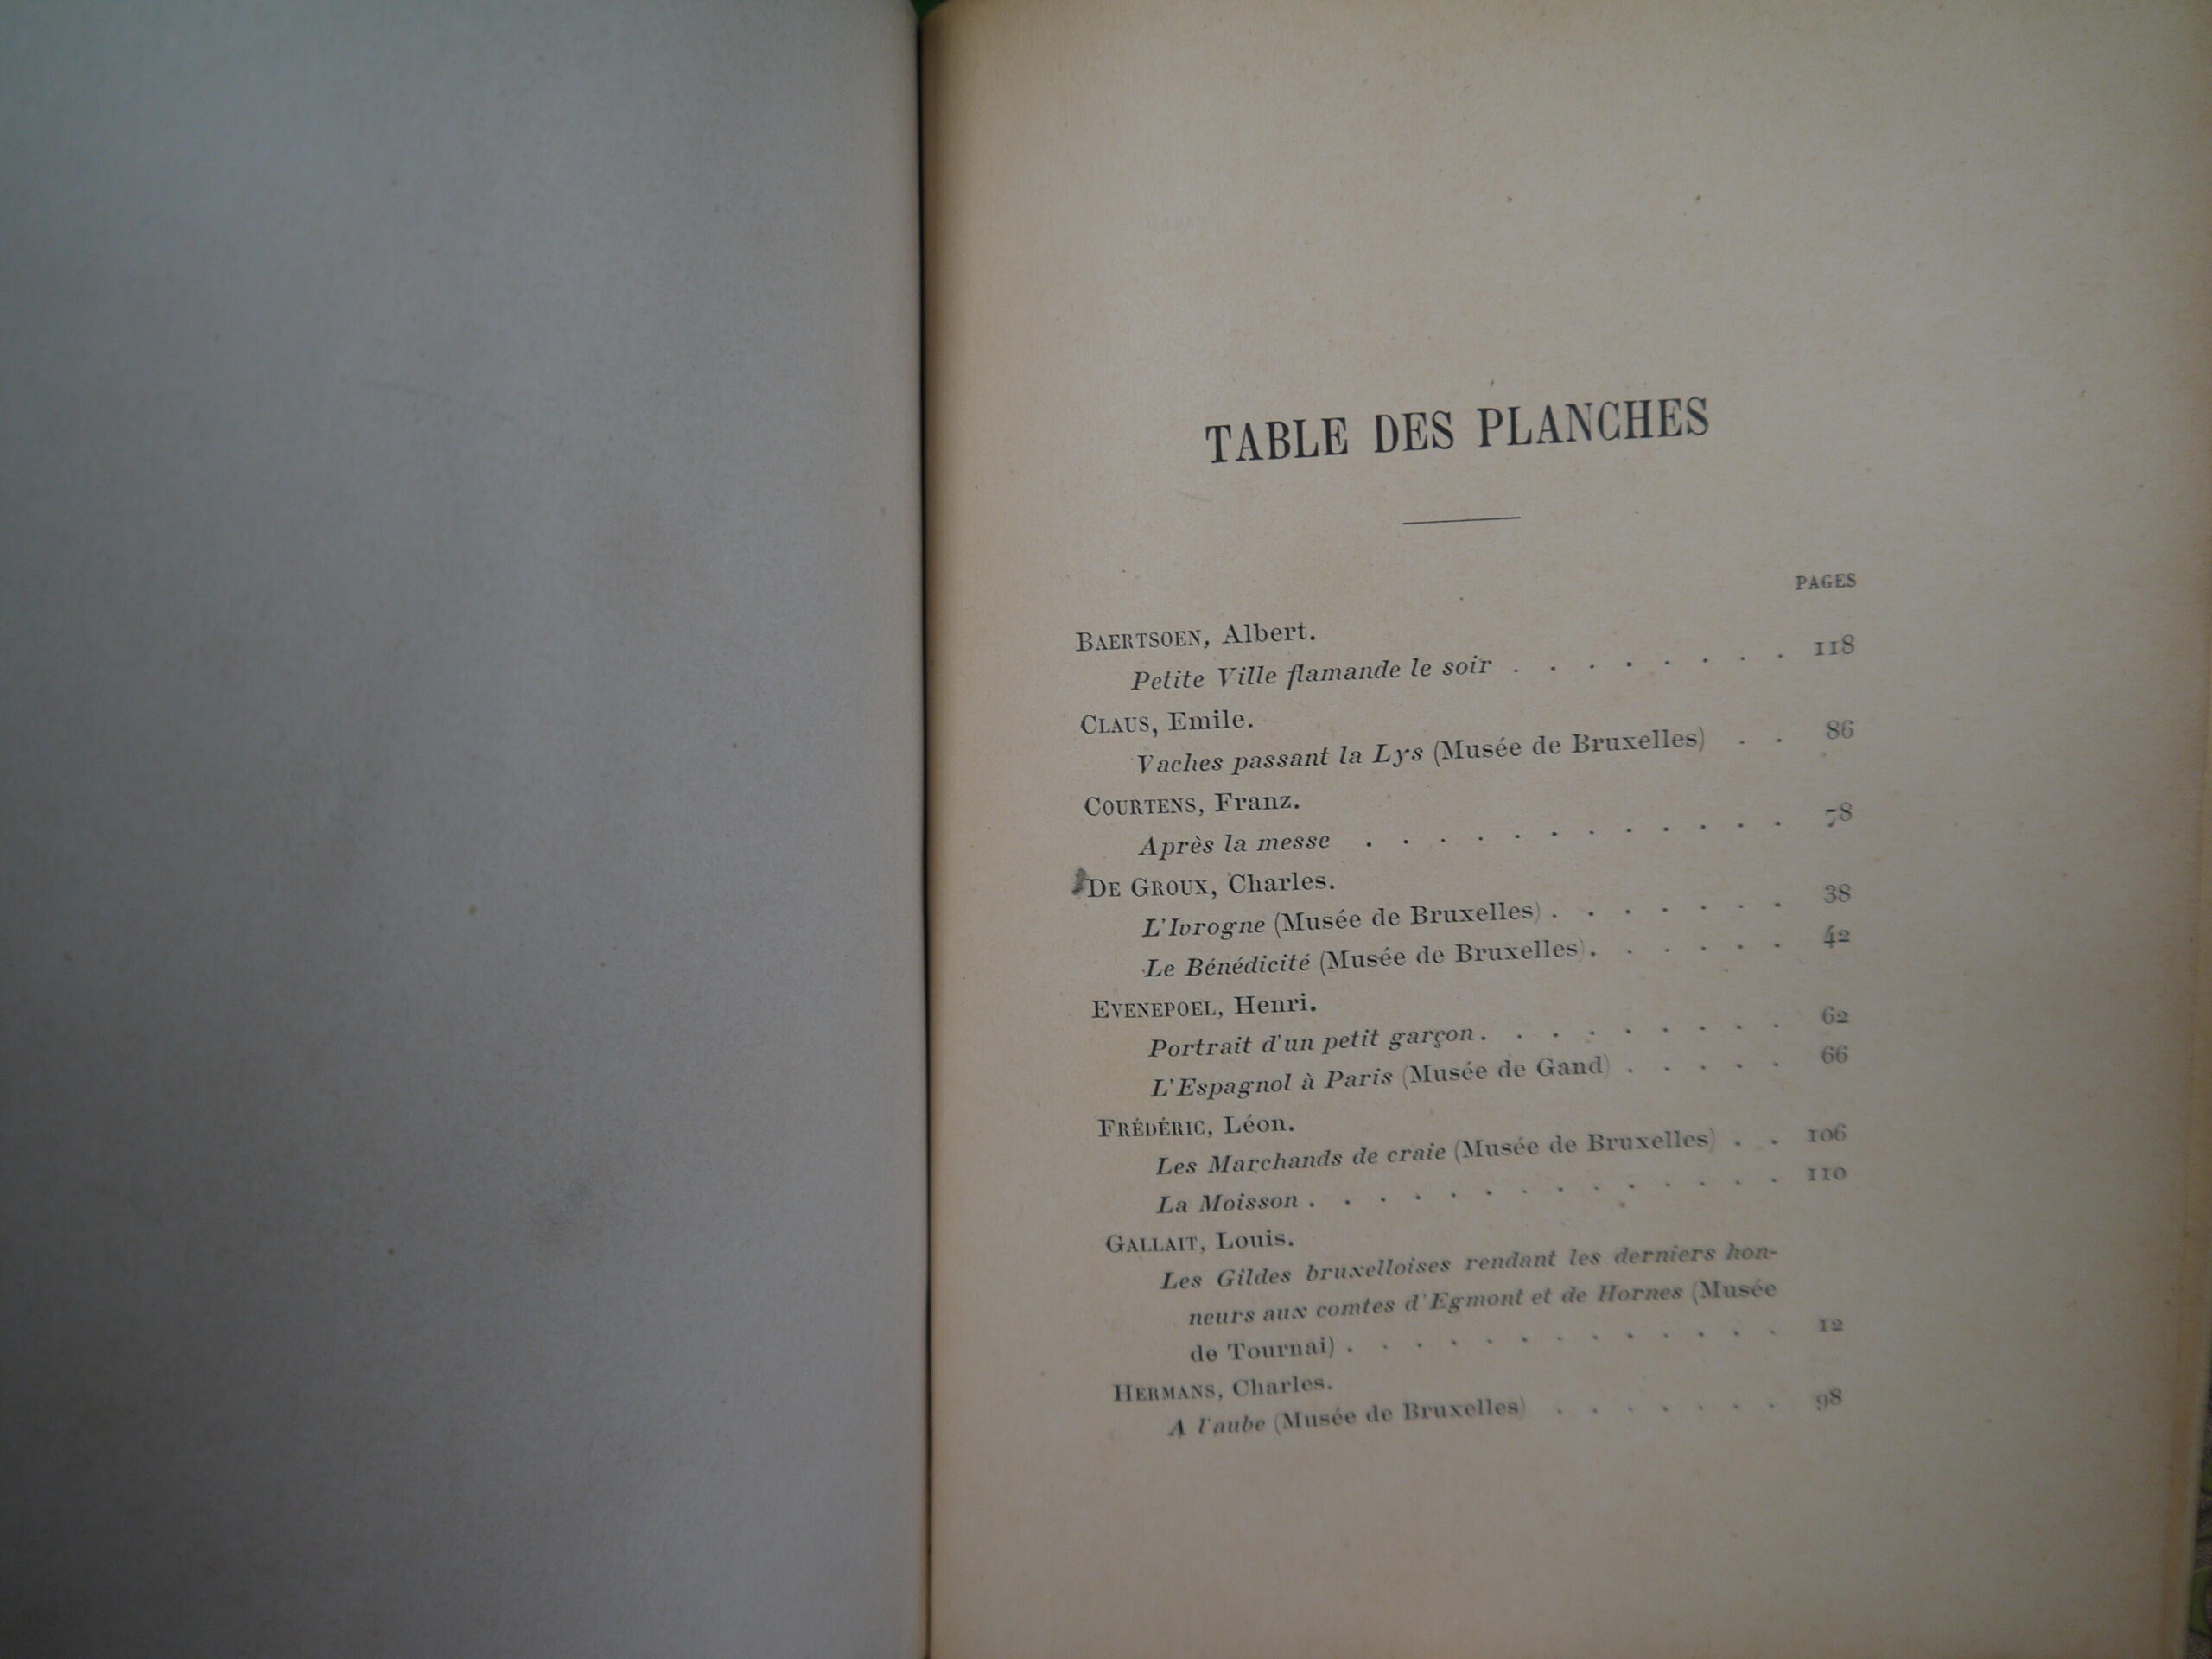 TABLE DES PLANCHES
PAGES
BAERTSOEN, Albert.
Petite Ville flamande le soir . . . . . . . . 118
CLAUS, Emile.
Vaches passant la Lys (Musée de Bruxelles) . . 86
COURTENS, Franz.
Après la messe . . . . . . . . . . . . 78
DE GROUX, Charles.
L'Ivrogne (Musée de Bruxelles) . . . . . . . 38
Le Bénédicité (Musée de Bruxelles) . . . . . . 42
EVENEPOEL, Henri.
Portrait d'un petit garçon . . . . . . . . . 62
L'Espagnol à Paris (Musée de Gand) . . . . . 66
FRÉDÉRIC, Léon.
Les Marchands de craie (Musée de Bruxelles) . . 106
La Moisson . . . . . . . . . . . . . . 110
GALLAIT, Louis.
Les Gildes bruxelloises rendant les derniers hon-
neurs aux comtes d'Egmont et de Hornes (Musée
de Tournai) . . . . . . . . . . . . . 12
HERMANS, Charles.
A l'aube (Musée de Bruxelles) . . . . . . . 98